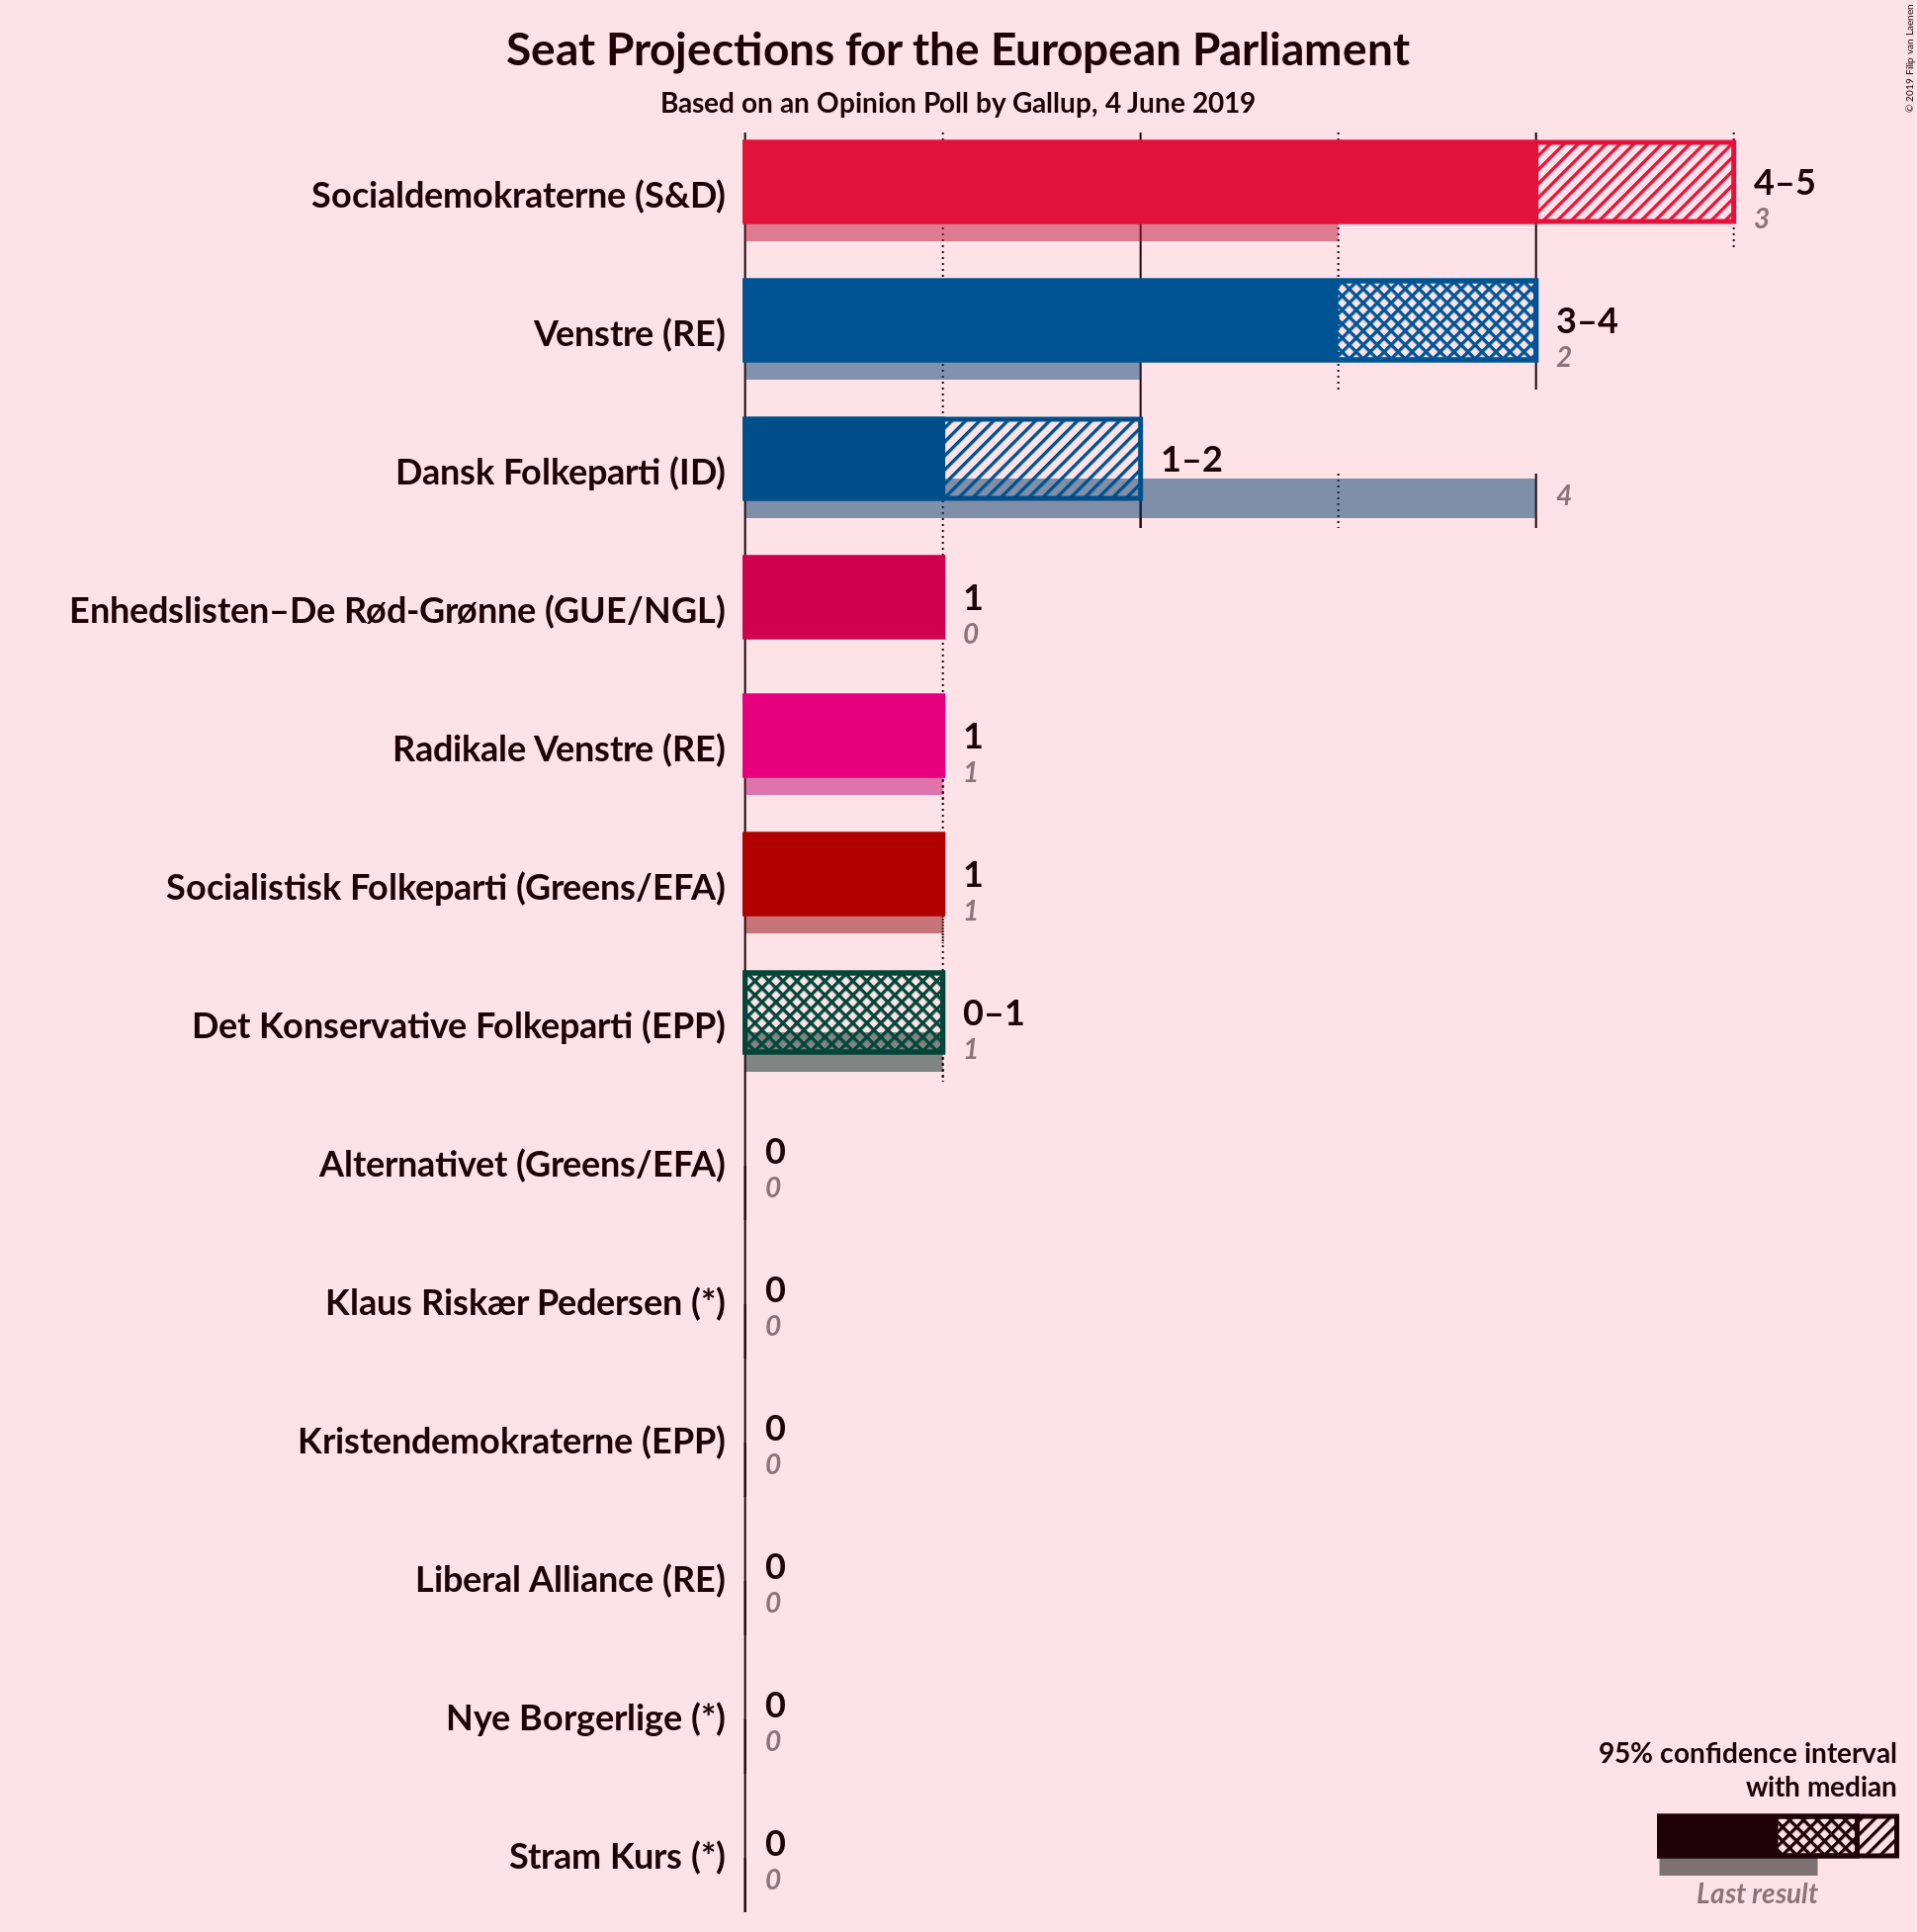 Seat Projections for the European Parliament
Based on an Opinion Poll by Gallup, 4 June 2019
© 2019 Filip van Laenen
Socialdemokraterne (S&D)
4–5
3
Venstre (RE)
3–4
2
Dansk Folkeparti (ID)
1–2
4
Enhedslisten–De Rød-Grønne (GUE/NGL)
1
0
Radikale Venstre (RE)
1
1
Socialistisk Folkeparti (Greens/EFA)
1
1
Det Konservative Folkeparti (EPP)
0–1
1
Alternativet (Greens/EFA)
0
0
Klaus Riskær Pedersen (*)
0
0
Kristendemokraterne (EPP)
0
0
Liberal Alliance (RE)
0
0
Nye Borgerlige (*)
0
0
Stram Kurs (*)
0
0
95% confidence interval
with median
Last result